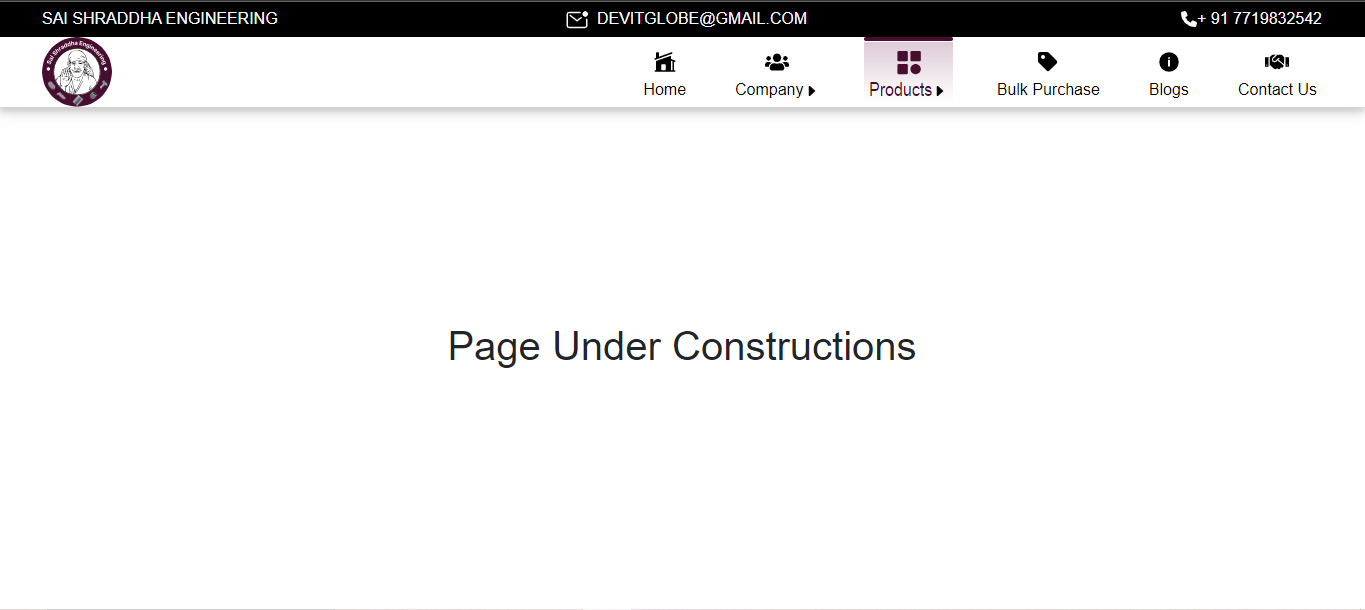 SAI SHRADDHA ENGINEERING
DEVITGLOBE@GMAIL.COM
+ 91 7719832542
Sai Shraddha Engineering
Home
Company
Products
Bulk Purchase
Blogs
Contact Us
Page Under Constructions